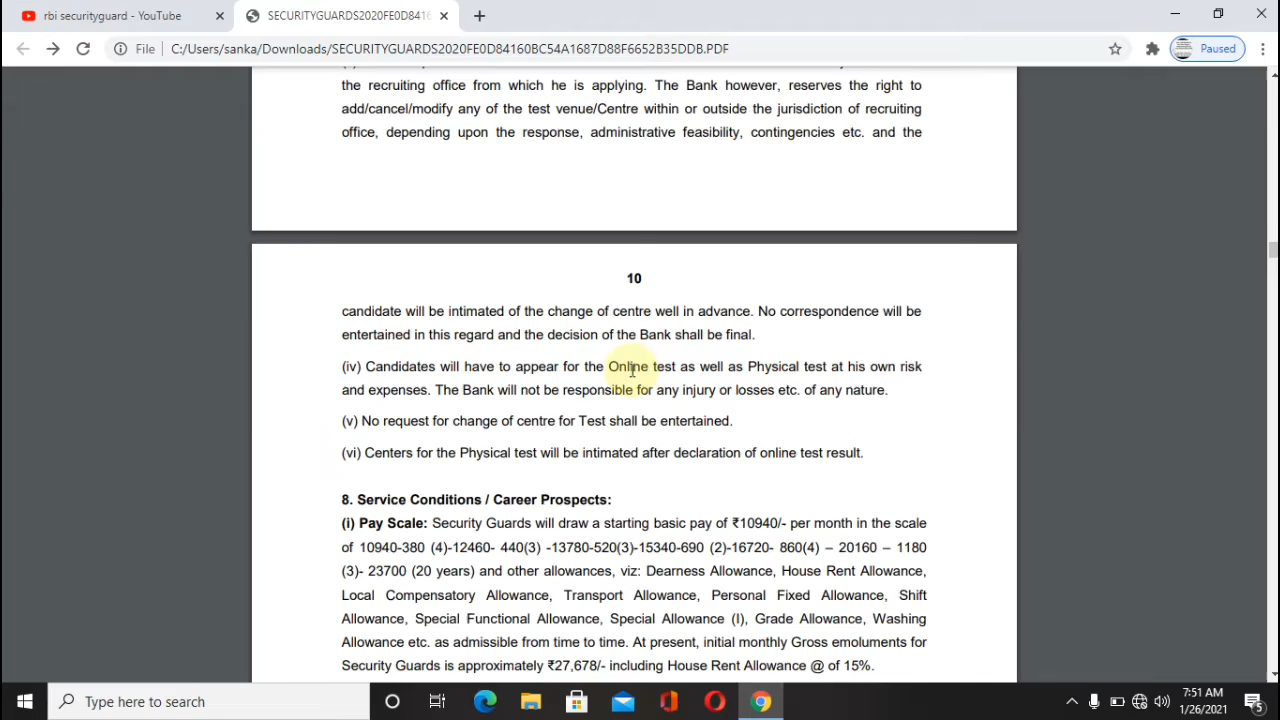 rbi securityguard - YouTube
SECURITYGUARDS2020FE0D8416
File C:/Users/sanka/Downloads/SECURITYGUARDS2020FE0D84160BC54A1687D88F6652B35DDB.PDF
Paused
the recruiting office from which he is applying. The Bank however, reserves the right to
add/cancel/modify any of the test venue/Centre within or outside the jurisdiction of recruiting
office, depending upon the response, administrative feasibility, contingencies etc. and the
10
candidate will be intimated of the change of centre well in advance. No correspondence will be
entertained in this regard and the decision of the Bank shall be final.
(iv) Candidates will have to appear for the Online test as well as Physical test at his own risk
and expenses. The Bank will not be responsible for any injury or losses etc. of any nature.
(v) No request for change of centre for Test shall be entertained.
(vi) Centers for the Physical test will be intimated after declaration of online test result.
8. Service Conditions / Career Prospects:
(i) Pay Scale: Security Guards will draw a starting basic pay of ₹10940/- per month in the scale
of 10940-380 (4)-12460- 440(3) -13780-520(3)-15340-690 (2)-16720- 860(4) – 20160 – 1180
(3)- 23700 (20 years) and other allowances, viz: Dearness Allowance, House Rent Allowance,
Local Compensatory Allowance, Transport Allowance, Personal Fixed Allowance, Shift
Allowance, Special Functional Allowance, Special Allowance (I), Grade Allowance, Washing
Allowance etc. as admissible from time to time. At present, initial monthly Gross emoluments for
Security Guards is approximately ₹27,678/- including House Rent Allowance @ of 15%.
Type here to search
7:51 AM
1/26/2021
5